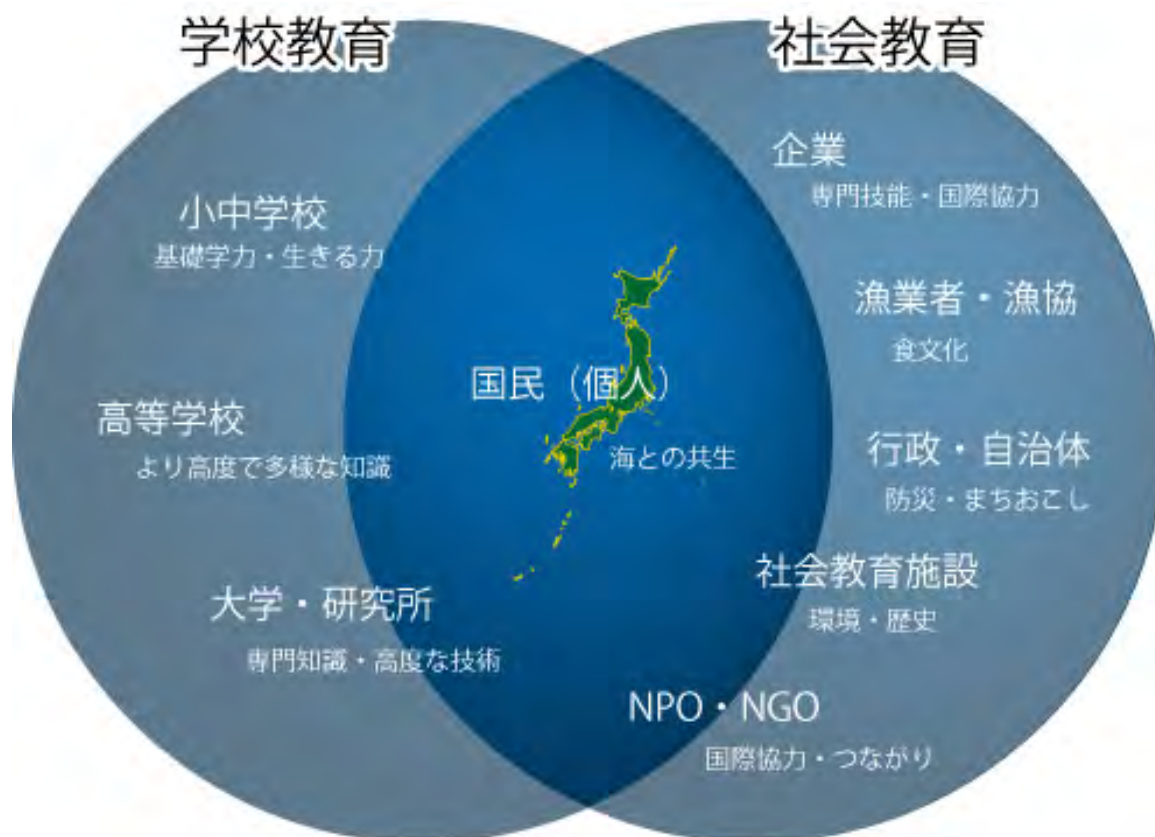 学校教育
社会教育
小中学校
基礎学力・生きる力
高等学校
より高度で多様な知識
大学・研究所
専門知識・高度な技術
国民（個人）
海との共生
企業
専門技能・国際協力
漁業者・漁協
食文化
行政・自治体
防災・まちおこし
社会教育施設
環境・歴史
NPO・NGO
国際協力・つながり